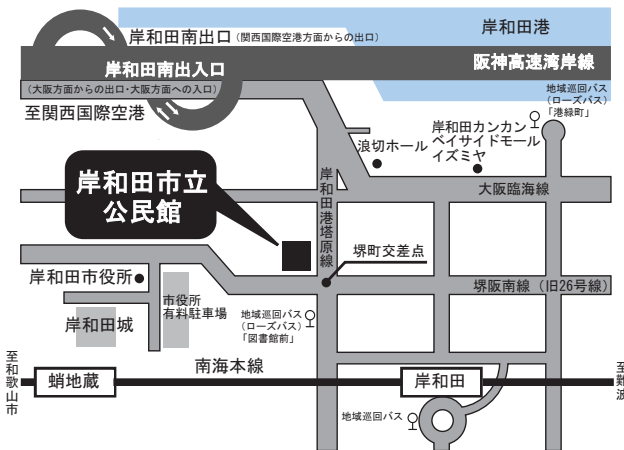 岸和田南出口(関西国際空港方面からの出口)
岸和田港
岸和田南出入口
阪神高速湾岸線
(大阪方面からの出口・大阪方面への入口)
至関西国際空港
地域巡回バス
(ローズバス)
「港緑町」
浪切ホール
岸和田カンカン
ベイサイドモール
イズミヤ
岸和田市立
公民館
岸和田港塔原線
大阪臨海線
堺町交差点
岸和田市役所
市役所
有料駐車場
堺阪南線(旧26号線)
岸和田城
地域巡回バス
(ローズバス)
「図書館前」
至和歌山市
蛸地蔵
南海本線
岸和田
至難波
地域巡回バス